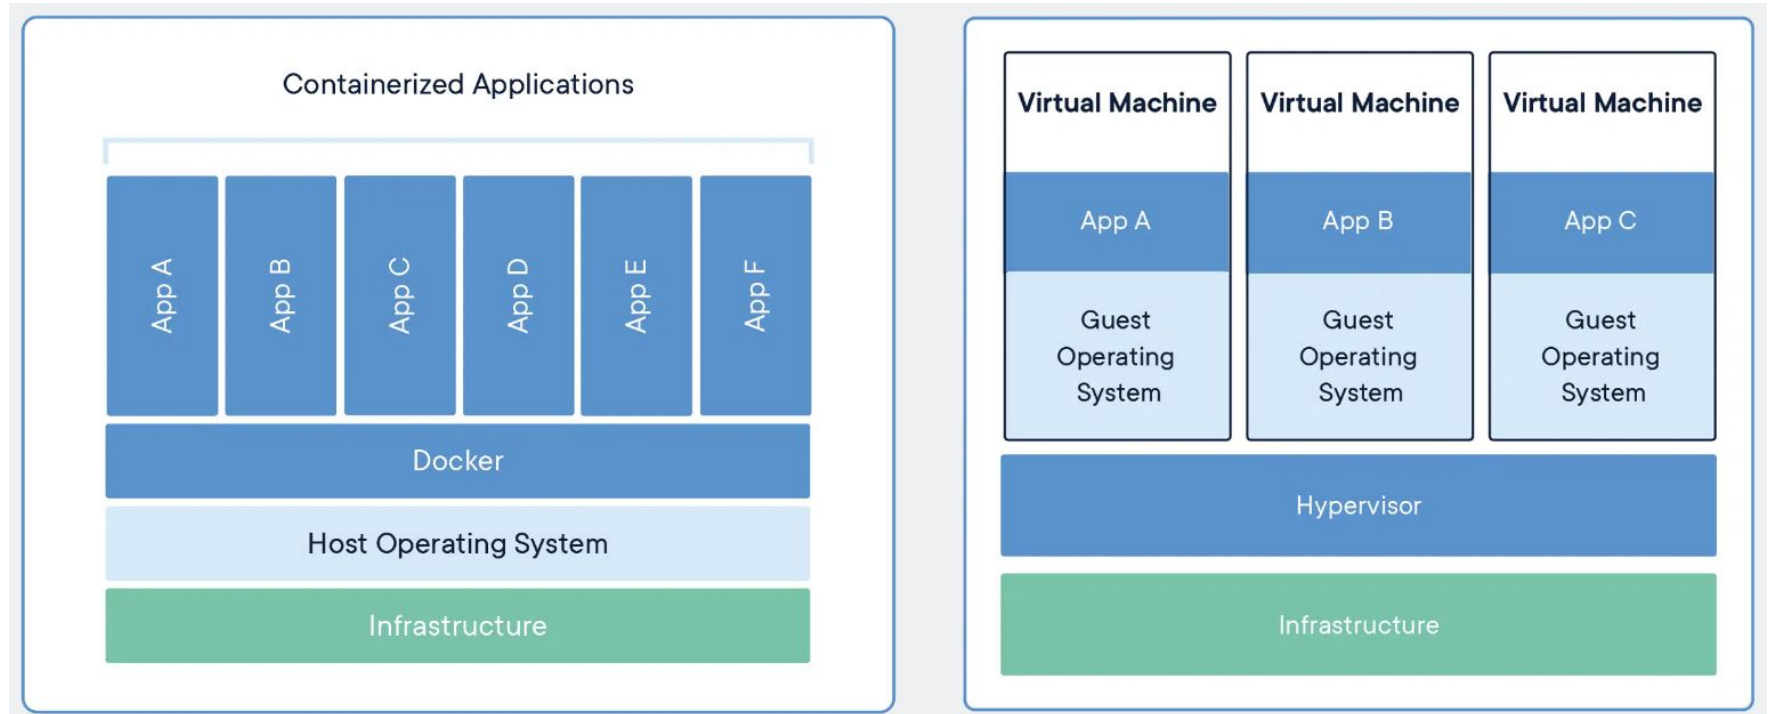 Containerized Applications
App A
App B
App C
App D
App E
App F
Docker
Host Operating System
Infrastructure
Virtual Machine
App A
Guest
Operating
System
Virtual Machine
App B
Guest
Operating
System
Virtual Machine
App C
Guest
Operating
System
Hypervisor
Infrastructure